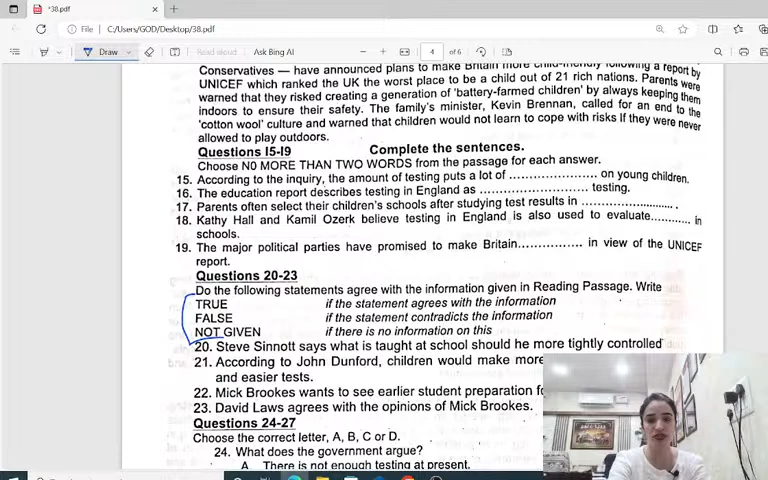 *38.pdf
File C:/Users/GOD/Desktop/38.pdf
Draw Read aloud Ask Bing AI 4 of 6
Conservatives — have announced plans to make Britain more child-friendly following a report by
UNICEF which ranked the UK the worst place to be a child out of 21 rich nations. Parents were
warned that they risked creating a generation of 'battery-farmed children' by always keeping them
indoors to ensure their safety. The family's minister, Kevin Brennan, called for an end to the
'cotton wool' culture and warned that children would not learn to cope with risks If they were never
allowed to play outdoors.
Questions I5-I9 Complete the sentences.
Choose N0 MORE THAN TWO WORDS from the passage for each answer.
15. According to the inquiry, the amount of testing puts a lot of ...................... on young children.
16. The education report describes testing in England as ........................... testing.
17. Parents often select their children's schools after studying test results in ........................... .
18. Kathy Hall and Kamil Ozerk believe testing in England is also used to evaluate........... in
schools.
19. The major political parties have promised to make Britain................ in view of the UNICEF
report.
Questions 20-23
Do the following statements agree with the information given in Reading Passage. Write
TRUE if the statement agrees with the information
FALSE if the statement contradicts the information
NOT GIVEN if there is no information on this
20. Steve Sinnott says what is taught at school should he more tightly controlled
21. According to John Dunford, children would make more
and easier tests.
22. Mick Brookes wants to see earlier student preparation fo
23. David Laws agrees with the opinions of Mick Brookes.
Questions 24-27
Choose the correct letter, A, B, C or D.
24. What does the government argue?
A There is not enough testing at present.